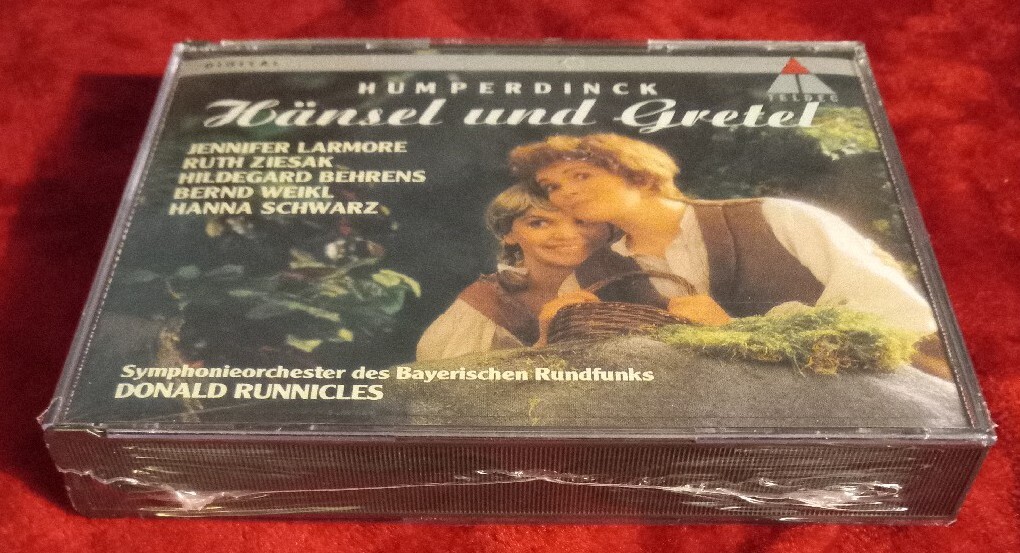 DIGITAL
HUMPERDINCK
Hänsel und Gretel
TELDEC
JENNIFER LARMORE
RUTH ZIESAK
HILDEGARD BEHRENS
BERND WEIKL
HANNA SCHWARZ
Symphonieorchester des Bayerischen Rundfunks
DONALD RUNNICLES